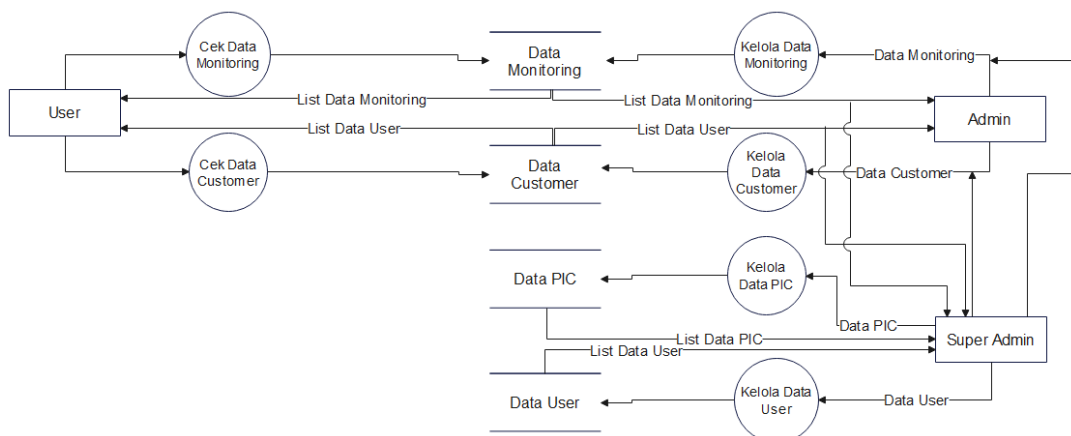 Cek Data
Monitoring
Data
Monitoring
Kelola Data
Monitoring
Data Monitoring
List Data Monitoring
List Data Monitoring
User
Admin
List Data User
List Data User
Cek Data
Customer
Data
Customer
Kelola
Data
Customer
Data Customer
Data PIC
Kelola
Data PIC
Data PIC
List Data PIC
Super Admin
List Data User
Data User
Kelola Data
User
Data User